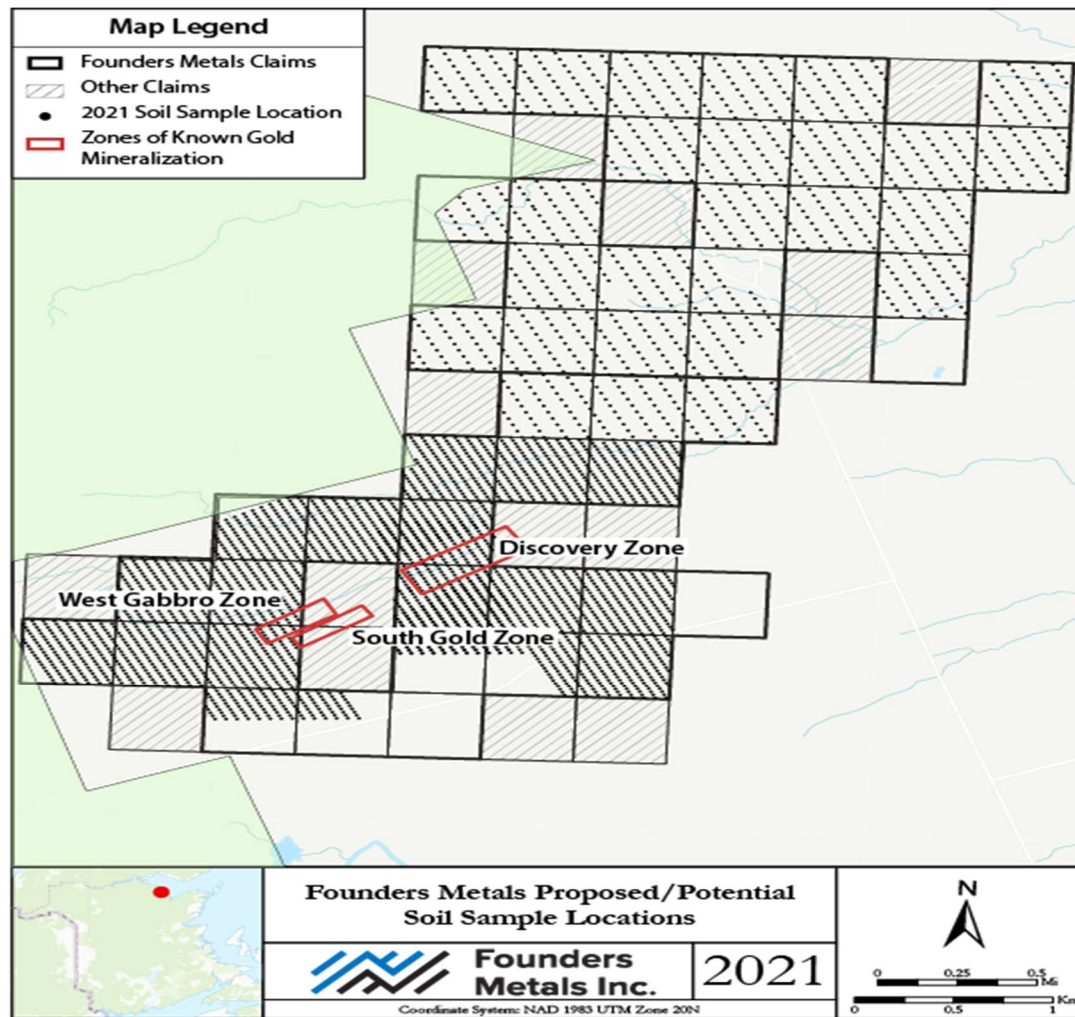 Map Legend
Founders Metals Claims
Other Claims
2021 Soil Sample Location
Zones of Known Gold
Mineralization
Discovery Zone
West Gabbro Zone
South Gold Zone
Founders Metals Proposed/Potential
Soil Sample Locations
Founders
Metals Inc.
2021
Coordinate System: NAD 1983 UTM Zone 20N
N
0 0.25 0.5
Mi
Km
0 0.5 1